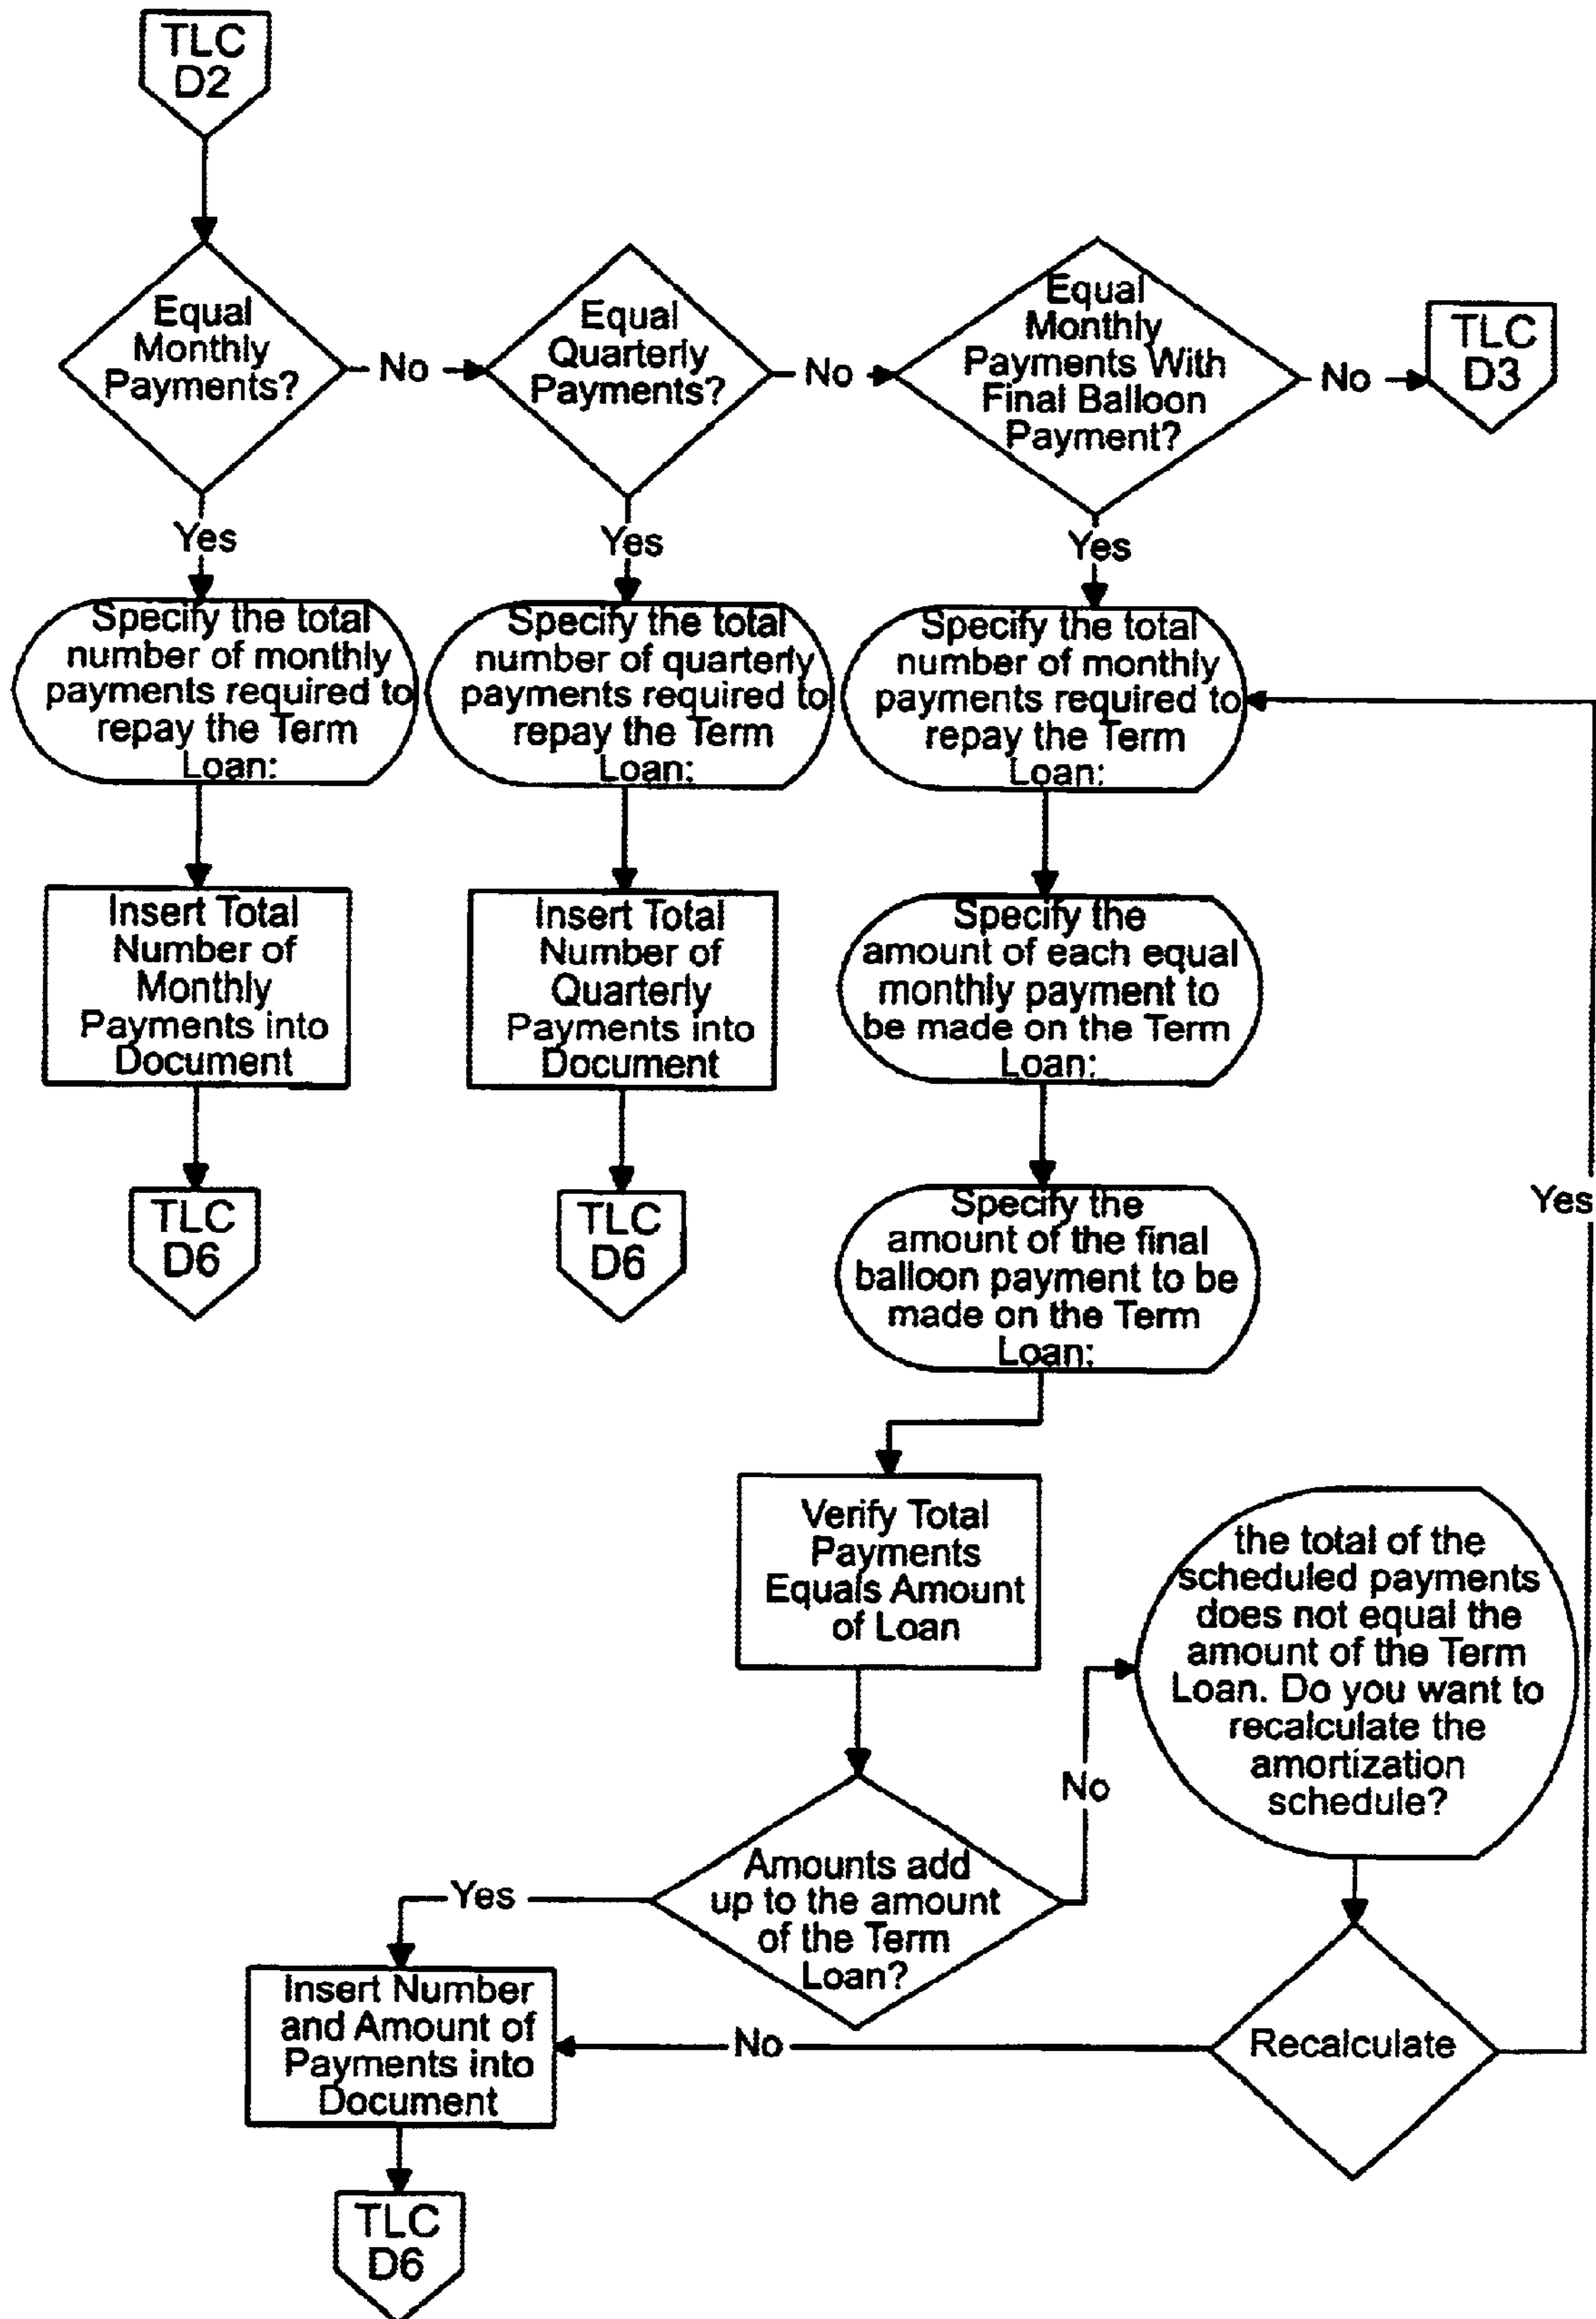 TLC
D2
Equal
Monthly
Payments?
No
Equal
Quarterly
Payments?
No
Equal
Monthly
Payments With
Final Balloon
Payment?
No
TLC
D3
Yes
Yes
Yes
Specify the total
number of monthly
payments required to
repay the Term
Loan:
Specify the total
number of quarterly
payments required to
repay the Term
Loan:
Specify the total
number of monthly
payments required to
repay the Term
Loan:
Insert Total
Number of
Monthly
Payments into
Document
Insert Total
Number of
Quarterly
Payments into
Document
Specify the
amount of each equal
monthly payment to
be made on the Term
Loan:
TLC
D6
TLC
D6
Specify the
amount of the final
balloon payment to be
made on the Term
Loan:
Yes
Verify Total
Payments
Equals Amount
of Loan
the total of the
scheduled payments
does not equal the
amount of the Term
Loan. Do you want to
recalculate the
amortization
schedule?
No
Amounts add
up to the amount
of the Term
Loan?
Yes
Insert Number
and Amount of
Payments into
Document
No
Recalculate
TLC
D6